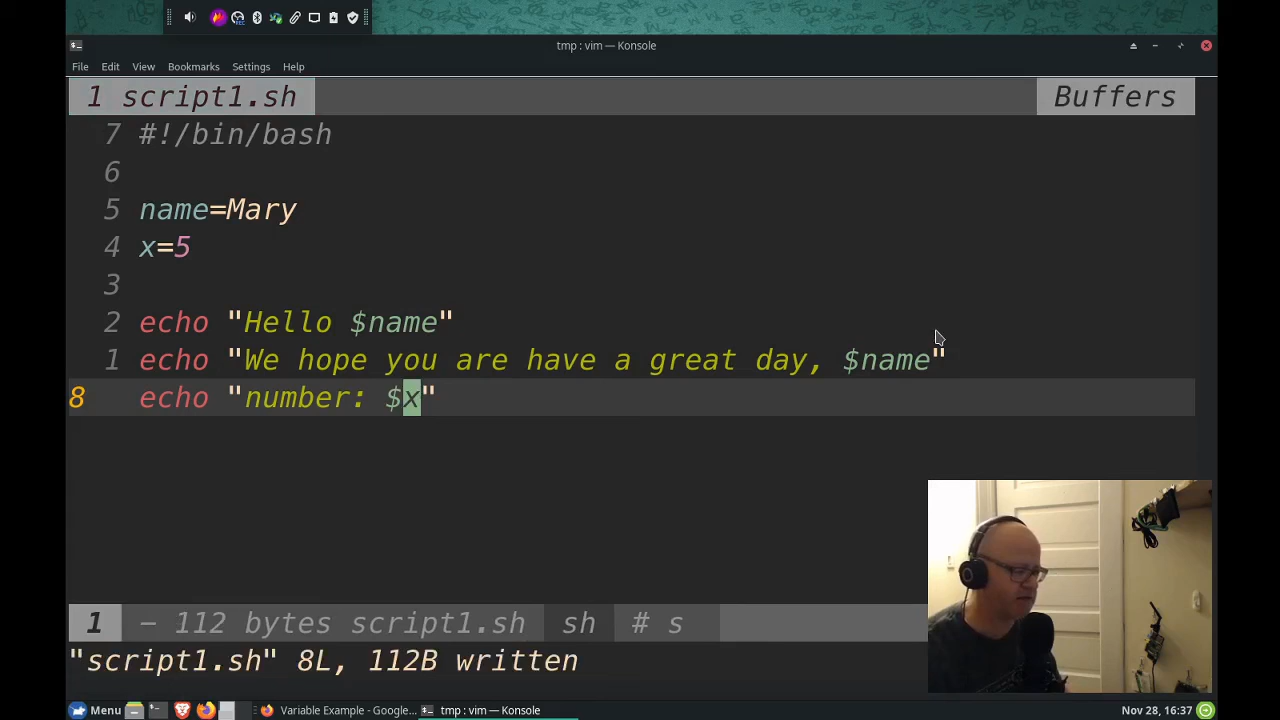 tmp : vim — Konsole
File Edit View Bookmarks Settings Help
1 script1.sh Buffers
7 #!/bin/bash
6
5 name=Mary
4 x=5
3
2 echo "Hello $name"
1 echo "We hope you are have a great day, $name"
8 echo "number: $x"
1 — 112 bytes script1.sh sh # s
"script1.sh" 8L, 112B written
Menu Variable Example - Google... tmp : vim — Konsole Nov 28, 16:37